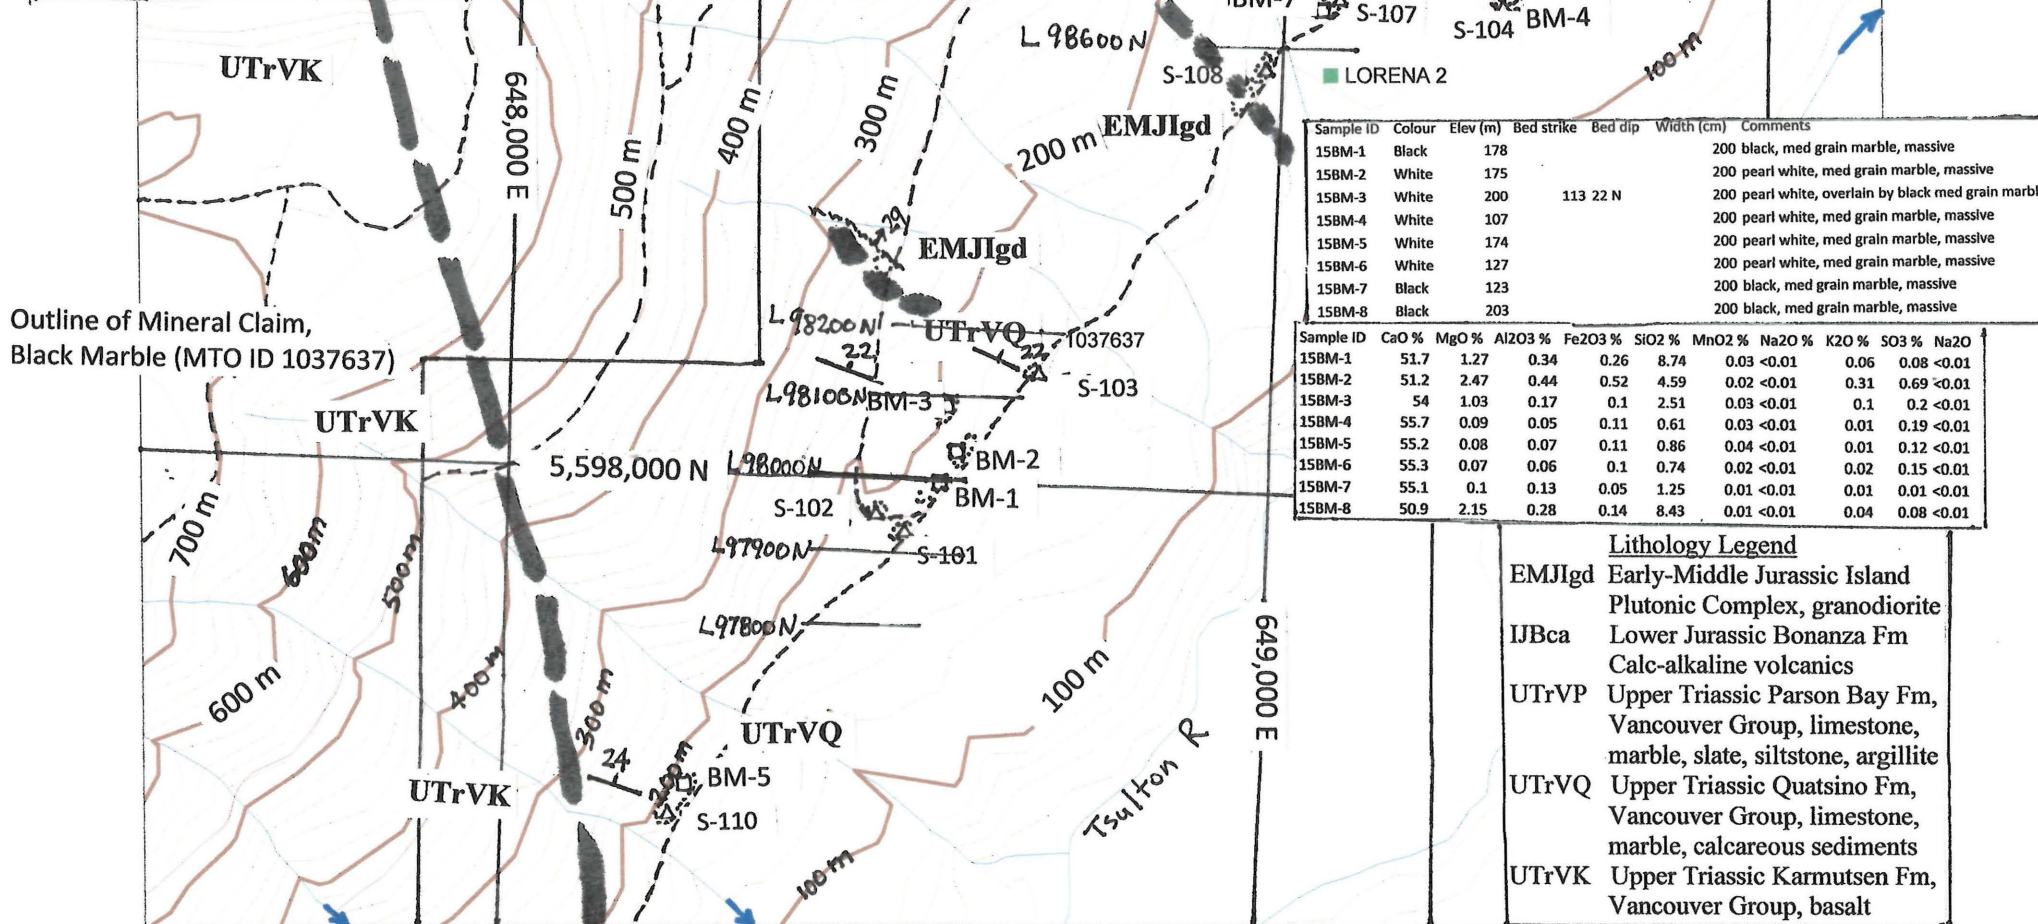 BM-7
S-107
S-104
BM-4
L 98600 N
UTrVK
648,000 E
500 m
400 m
300 m
S-108
LORENA 2
100 m
EMJIgd
200 m
29
EMJIgd
Sample ID Colour Elev (m) Bed strike Bed dip Width (cm) Comments
15BM-1 Black 178 200 black, med grain marble, massive
15BM-2 White 175 200 pearl white, med grain marble, massive
15BM-3 White 200 113 22 N 200 pearl white, overlain by black med grain marbl
15BM-4 White 107 200 pearl white, med grain marble, massive
15BM-5 White 174 200 pearl white, med grain marble, massive
15BM-6 White 127 200 pearl white, med grain marble, massive
15BM-7 Black 123 200 black, med grain marble, massive
15BM-8 Black 203 200 black, med grain marble, massive
Outline of Mineral Claim,
Black Marble (MTO ID 1037637)
L 98200N
UTrVQ
1037637
22
22
S-103
L98100N
BM-3
Sample ID CaO % MgO % Al2O3 % Fe2O3 % SiO2 % MnO2 % Na2O % K2O % SO3 % Na2O
15BM-1 51.7 1.27 0.34 0.26 8.74 0.03 <0.01 0.06 0.08 <0.01
15BM-2 51.2 2.47 0.44 0.52 4.59 0.02 <0.01 0.31 0.69 <0.01
15BM-3 54 1.03 0.17 0.1 2.51 0.03 <0.01 0.1 0.2 <0.01
15BM-4 55.7 0.09 0.05 0.11 0.61 0.03 <0.01 0.01 0.19 <0.01
15BM-5 55.2 0.08 0.07 0.11 0.86 0.04 <0.01 0.01 0.12 <0.01
15BM-6 55.3 0.07 0.06 0.1 0.74 0.02 <0.01 0.02 0.15 <0.01
15BM-7 55.1 0.1 0.13 0.05 1.25 0.01 <0.01 0.01 0.01 <0.01
15BM-8 50.9 2.15 0.28 0.14 8.43 0.01 <0.01 0.04 0.08 <0.01
UTrVK
5,598,000 N
L98000N
BM-2
BM-1
S-102
700 m
600m
500m
L97900N
S-101
L97800N
649,000 E
600 m
400m
300m
100 m
UTrVQ
Tsulton R
24
200m
BM-5
UTrVK
S-110
100m
Lithology Legend
EMJIgd Early-Middle Jurassic Island
Plutonic Complex, granodiorite
IJBca Lower Jurassic Bonanza Fm
Calc-alkaline volcanics
UTrVP Upper Triassic Parson Bay Fm,
Vancouver Group, limestone,
marble, slate, siltstone, argillite
UTrVQ Upper Triassic Quatsino Fm,
Vancouver Group, limestone,
marble, calcareous sediments
UTrVK Upper Triassic Karmutsen Fm,
Vancouver Group, basalt